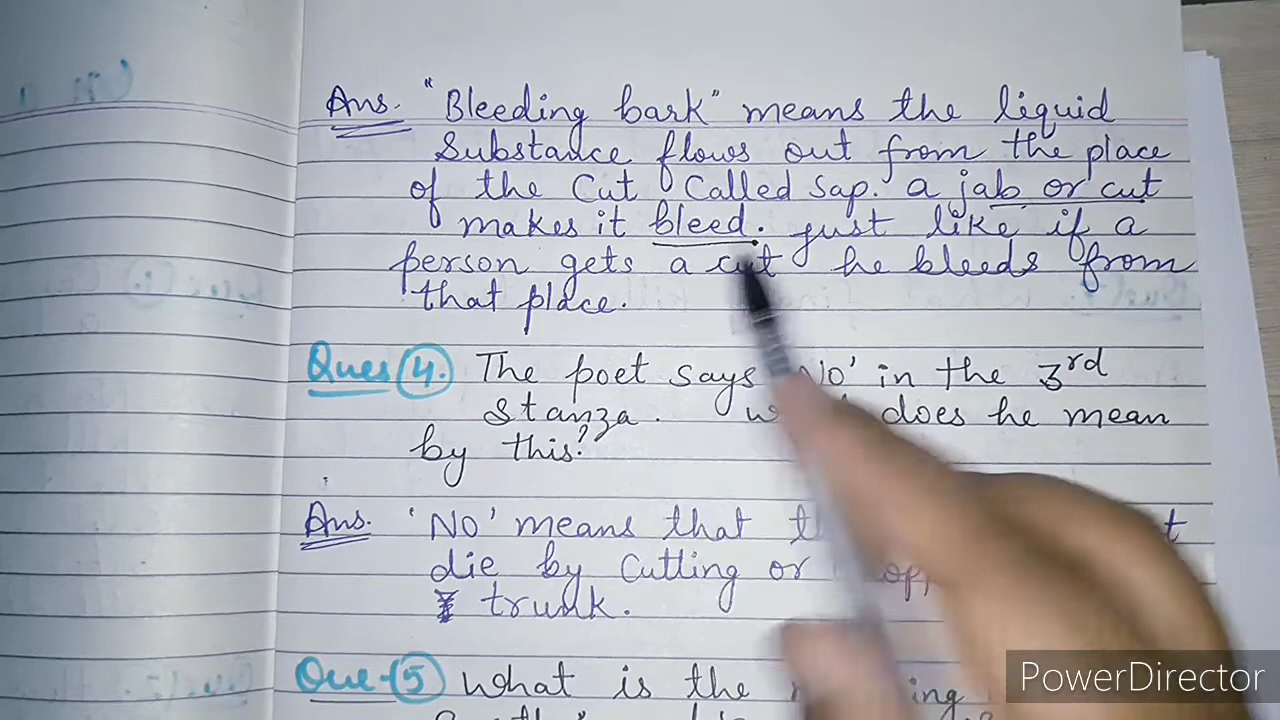 Ans. "Bleeding bark" means the liquid
Substance flows out from the place
of the Cut Called Sap. a jab or cut
makes it bleed. just like if a
person gets a cut he bleeds from
that place.
Ques 4. The poet says No' in the 3rd
Stanza. does he mean
by this?
Ans. 'NO' means that
die by Cutting or
trunk.
Que-5 What is the
PowerDirector